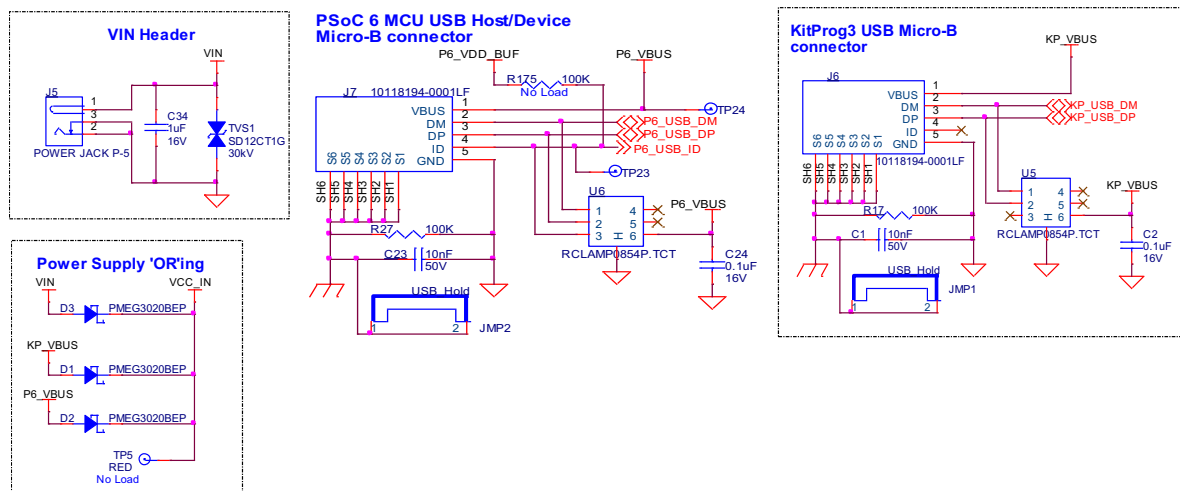 VIN Header
VIN
J5
1
3
2
POWER JACK P-5
C34
1uF
16V
TVS1
SD12CT1G
30kV
Power Supply 'OR'ing
VIN
VCC_IN
D3
PMEG3020BEP
KP_VBUS
D1
PMEG3020BEP
P6_VBUS
D2
PMEG3020BEP
TP5
RED
No Load
PSoC 6 MCU USB Host/Device
Micro-B connector
P6_VDD_BUF
P6_VBUS
R175
100K
No Load
J7
10118194-0001LF
VBUS
1
DM
2
DP
3
ID
4
GND
5
S6
S5
S4
S3
S2
S1
SH6
SH5
SH4
SH3
SH2
SH1
TP24
P6_USB_DM
P6_USB_DP
P6_USB_ID
TP23
U6
1
2
3
4
5
6
H
RCLAMP0854P.TCT
P6_VBUS
C24
0.1uF
16V
R27
100K
C23
10nF
50V
USB_Hold
1
2
JMP2
KitProg3 USB Micro-B
connector
KP_VBUS
J6
VBUS
1
DM
2
DP
3
ID
4
GND
5
S6
S5
S4
S3
S2
S1
10118194-0001LF
SH6
SH5
SH4
SH3
SH2
SH1
KP_USB_DM
KP_USB_DP
U5
1
2
3
4
5
6
H
RCLAMP0854P.TCT
KP_VBUS
C2
0.1uF
16V
R17
100K
C1
10nF
50V
USB_Hold
1
2
JMP1